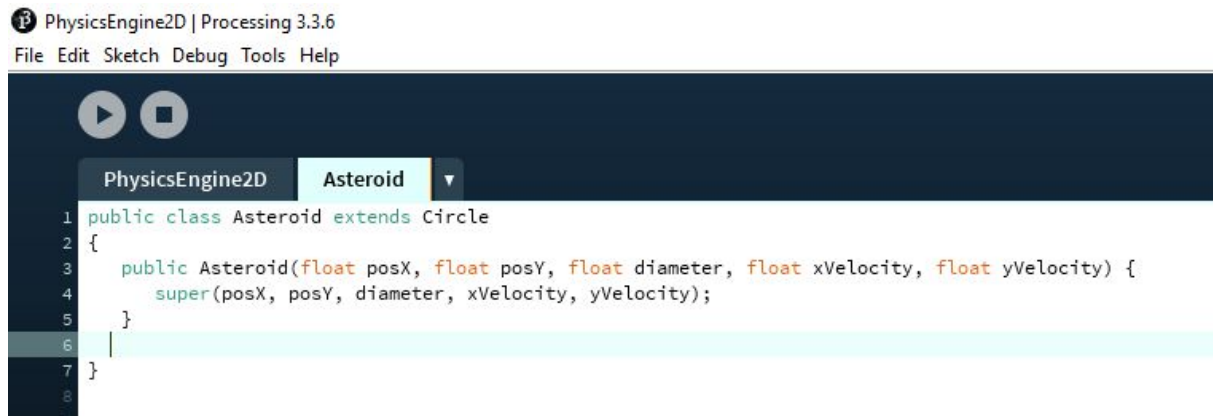 PhysicsEngine2D | Processing 3.3.6
File Edit Sketch Debug Tools Help
PhysicsEngine2D Asteroid ▼
1 public class Asteroid extends Circle
2 {
3 public Asteroid(float posX, float posY, float diameter, float xVelocity, float yVelocity) {
4 super(posX, posY, diameter, xVelocity, yVelocity);
5 }
6
7 }
8